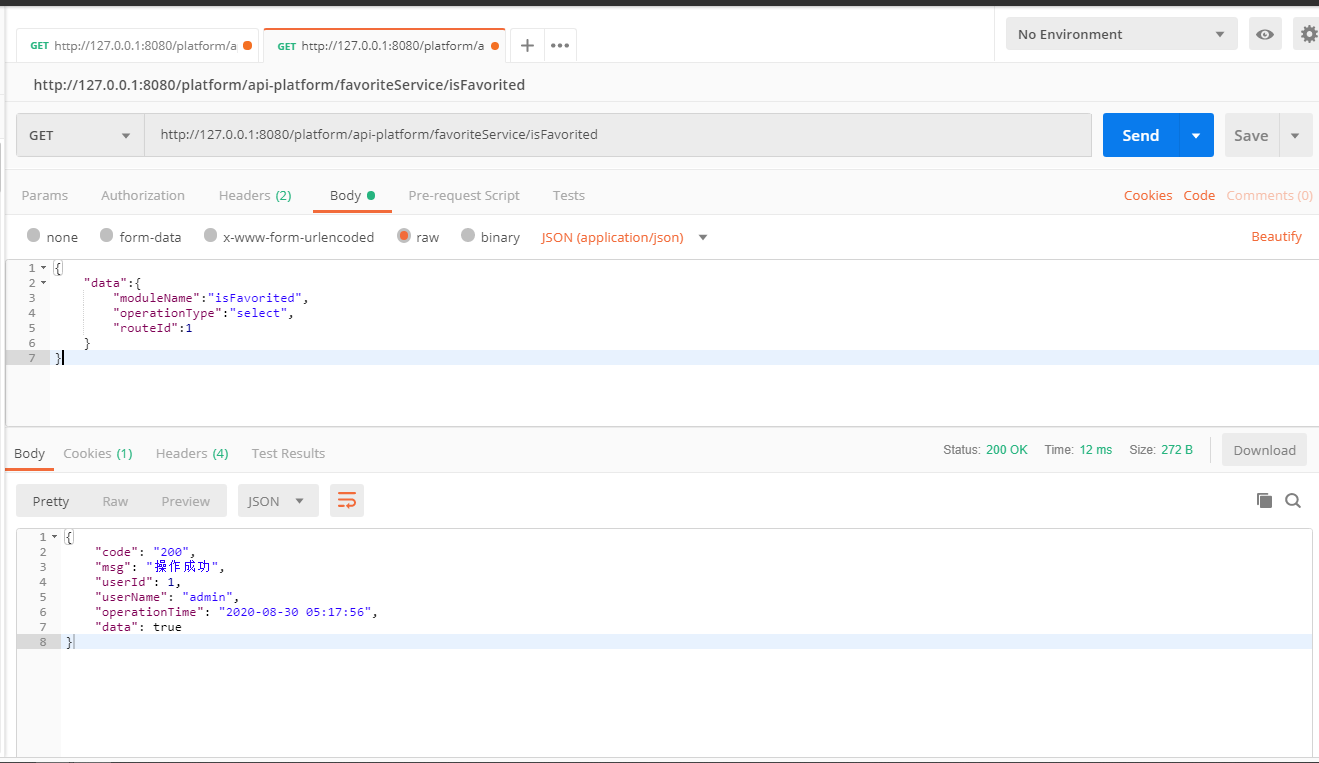 GET http://127.0.0.1:8080/platform/a
GET http://127.0.0.1:8080/platform/a
No Environment
http://127.0.0.1:8080/platform/api-platform/favoriteService/isFavorited
GET http://127.0.0.1:8080/platform/api-platform/favoriteService/isFavorited Send Save
Params Authorization Headers (2) Body Pre-request Script Tests Cookies Code Comments (0)
none form-data x-www-form-urlencoded raw binary JSON (application/json) Beautify
1 {
2 "data":{
3 "moduleName":"isFavorited",
4 "operationType":"select",
5 "routeId":1
6 }
7 }
Body Cookies (1) Headers (4) Test Results Status: 200 OK Time: 12 ms Size: 272 B Download
Pretty Raw Preview JSON
1 {
2 "code": "200",
3 "msg": "操作成功",
4 "userId": 1,
5 "userName": "admin",
6 "operationTime": "2020-08-30 05:17:56",
7 "data": true
8 }